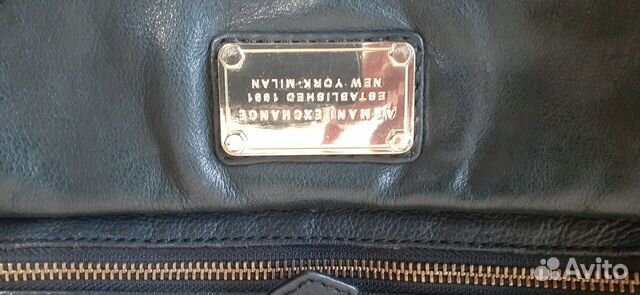 ARMANI EXCHANGE
ESTABLISHED 1991
NEW YORK·MILAN
Avito